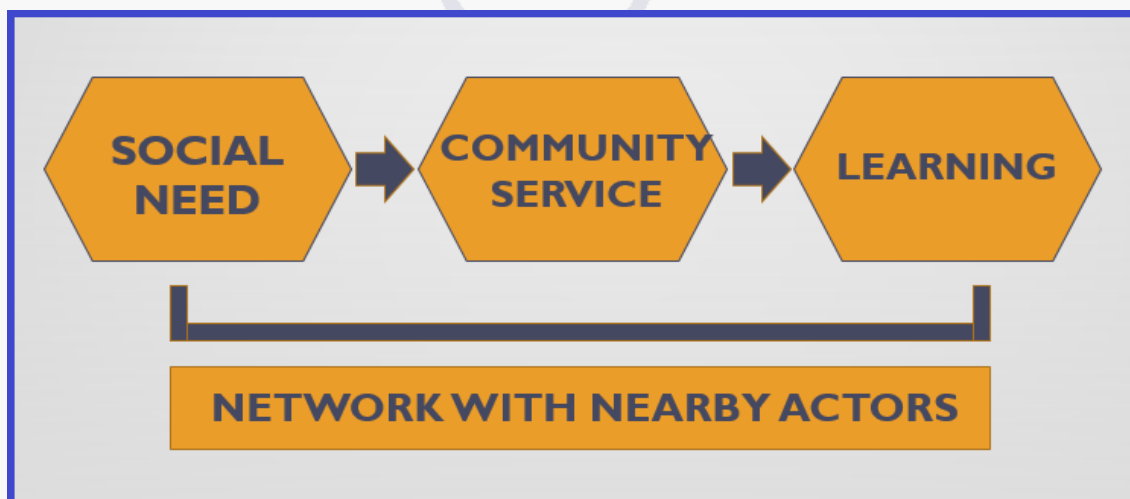 SOCIAL
NEED
COMMUNITY
SERVICE
LEARNING
NETWORK WITH NEARBY ACTORS